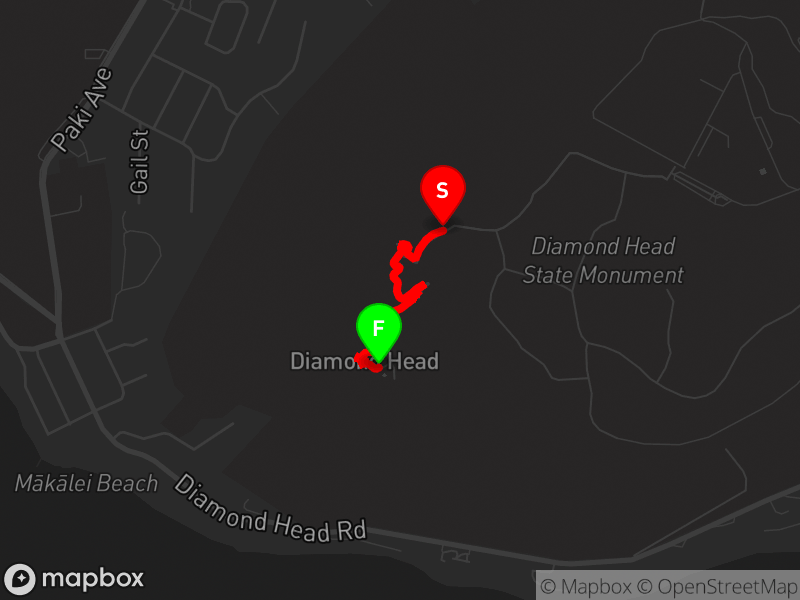 Paki Ave
Gail St
S
Diamond Head
State Monument
F
Diamond Head
Mākālei Beach
Diamond Head Rd
mapbox
© Mapbox © OpenStreetMap